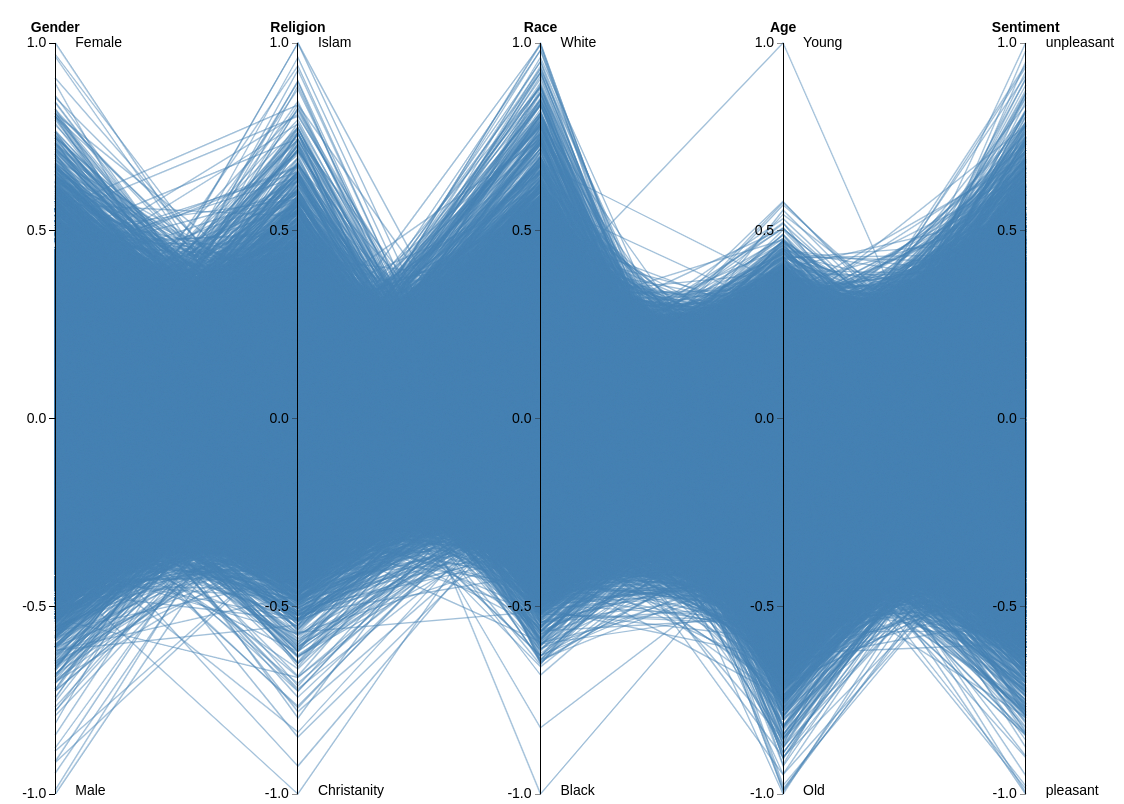 Gender Religion Race Age Sentiment
1.0 Female 1.0 Islam 1.0 White 1.0 Young 1.0 unpleasant
0.5 0.5 0.5 0.5 0.5
0.0 0.0 0.0 0.0 0.0
-0.5 -0.5 -0.5 -0.5 -0.5
-1.0 Male -1.0 Christanity -1.0 Black -1.0 Old -1.0 pleasant